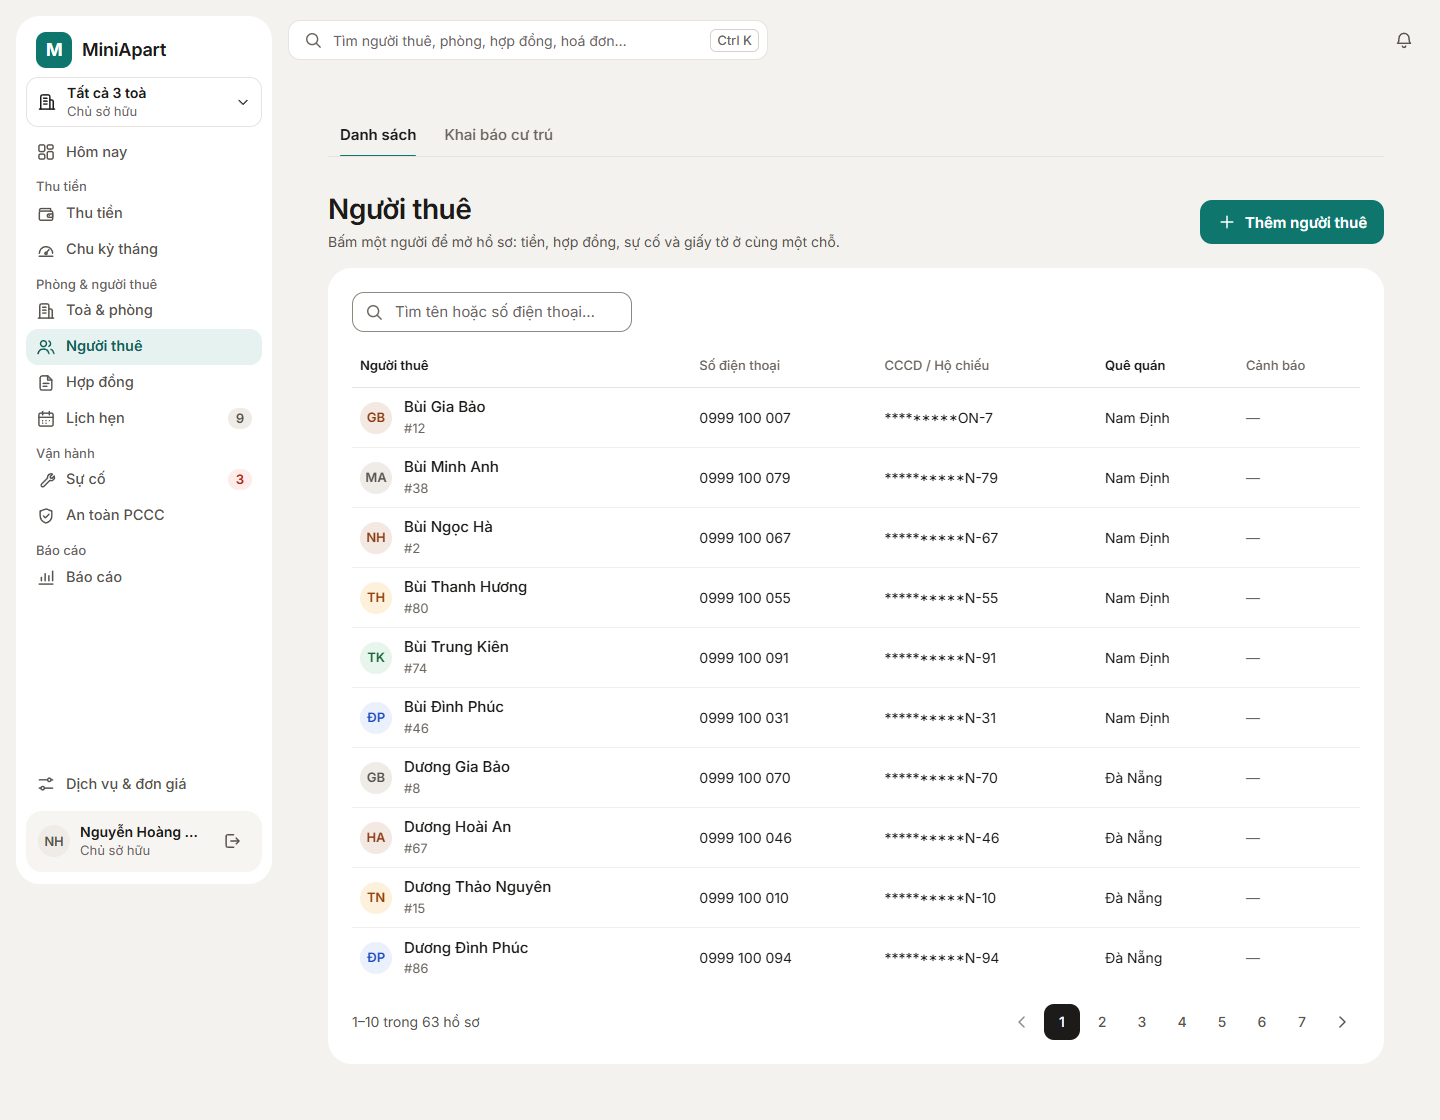 M MiniApart
Tất cả 3 toà
Chủ sở hữu
Hôm nay
Thu tiền
Thu tiền
Chu kỳ tháng
Phòng & người thuê
Toà & phòng
Người thuê
Hợp đồng
Lịch hẹn 9
Vận hành
Sự cố 3
An toàn PCCC
Báo cáo
Báo cáo
Dịch vụ & đơn giá
NH Nguyễn Hoàng ...
Chủ sở hữu
Tìm người thuê, phòng, hợp đồng, hoá đơn... Ctrl K
Danh sách Khai báo cư trú
Người thuê
Bấm một người để mở hồ sơ: tiền, hợp đồng, sự cố và giấy tờ ở cùng một chỗ.
Thêm người thuê
Tìm tên hoặc số điện thoại...
Người thuê Số điện thoại CCCD / Hộ chiếu Quê quán Cảnh báo
GB Bùi Gia Bảo #12 0999 100 007 *********ON-7 Nam Định —
MA Bùi Minh Anh #38 0999 100 079 **********N-79 Nam Định —
NH Bùi Ngọc Hà #2 0999 100 067 **********N-67 Nam Định —
TH Bùi Thanh Hương #80 0999 100 055 **********N-55 Nam Định —
TK Bùi Trung Kiên #74 0999 100 091 **********N-91 Nam Định —
ĐP Bùi Đình Phúc #46 0999 100 031 **********N-31 Nam Định —
GB Dương Gia Bảo #8 0999 100 070 **********N-70 Đà Nẵng —
HA Dương Hoài An #67 0999 100 046 **********N-46 Đà Nẵng —
TN Dương Thảo Nguyên #15 0999 100 010 **********N-10 Đà Nẵng —
ĐP Dương Đình Phúc #86 0999 100 094 **********N-94 Đà Nẵng —
1–10 trong 63 hồ sơ 1 2 3 4 5 6 7